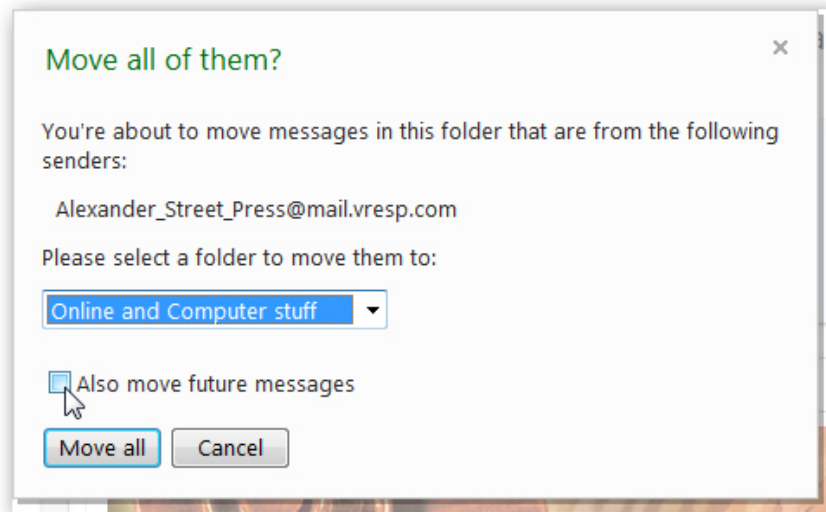 Move all of them?
You're about to move messages in this folder that are from the following
senders:
Alexander_Street_Press@mail.vresp.com
Please select a folder to move them to:
Online and Computer stuff
Also move future messages
Move all Cancel